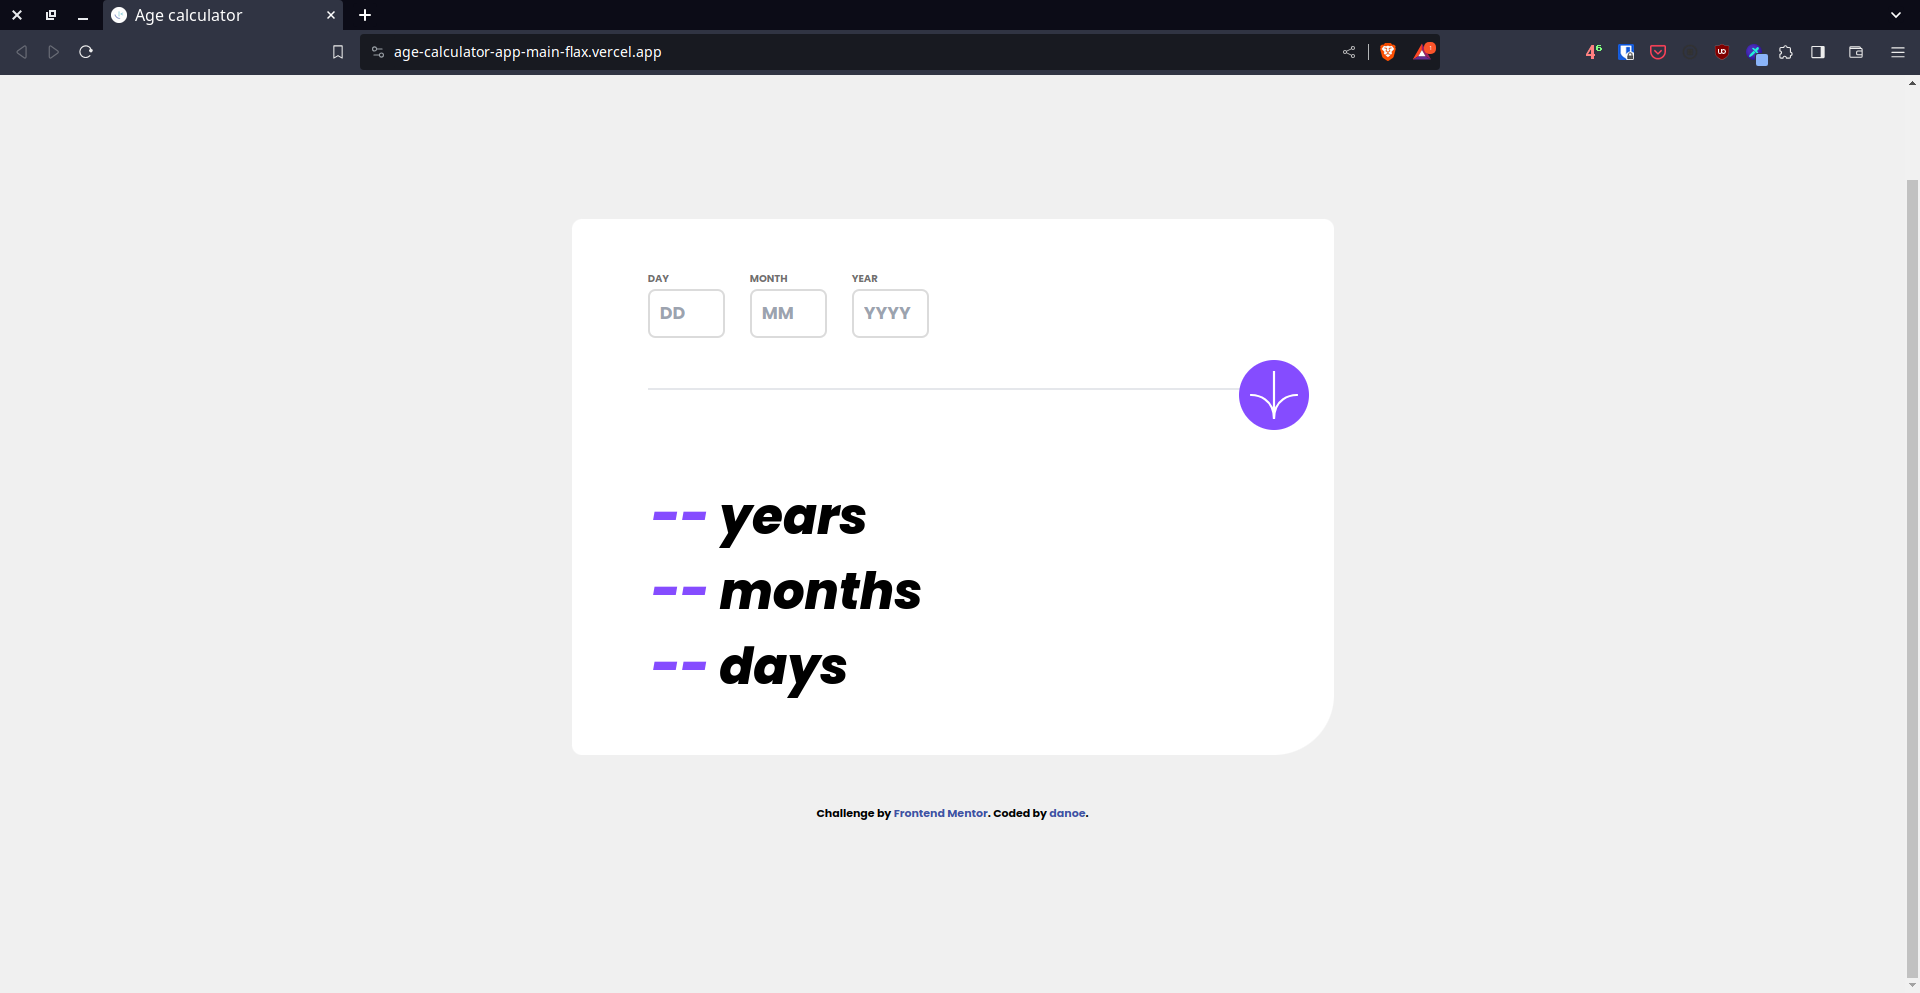 Age calculator
age-calculator-app-main-flax.vercel.app
DAY MONTH YEAR
DD MM YYYY
-- years
-- months
-- days
Challenge by Frontend Mentor. Coded by danoe.